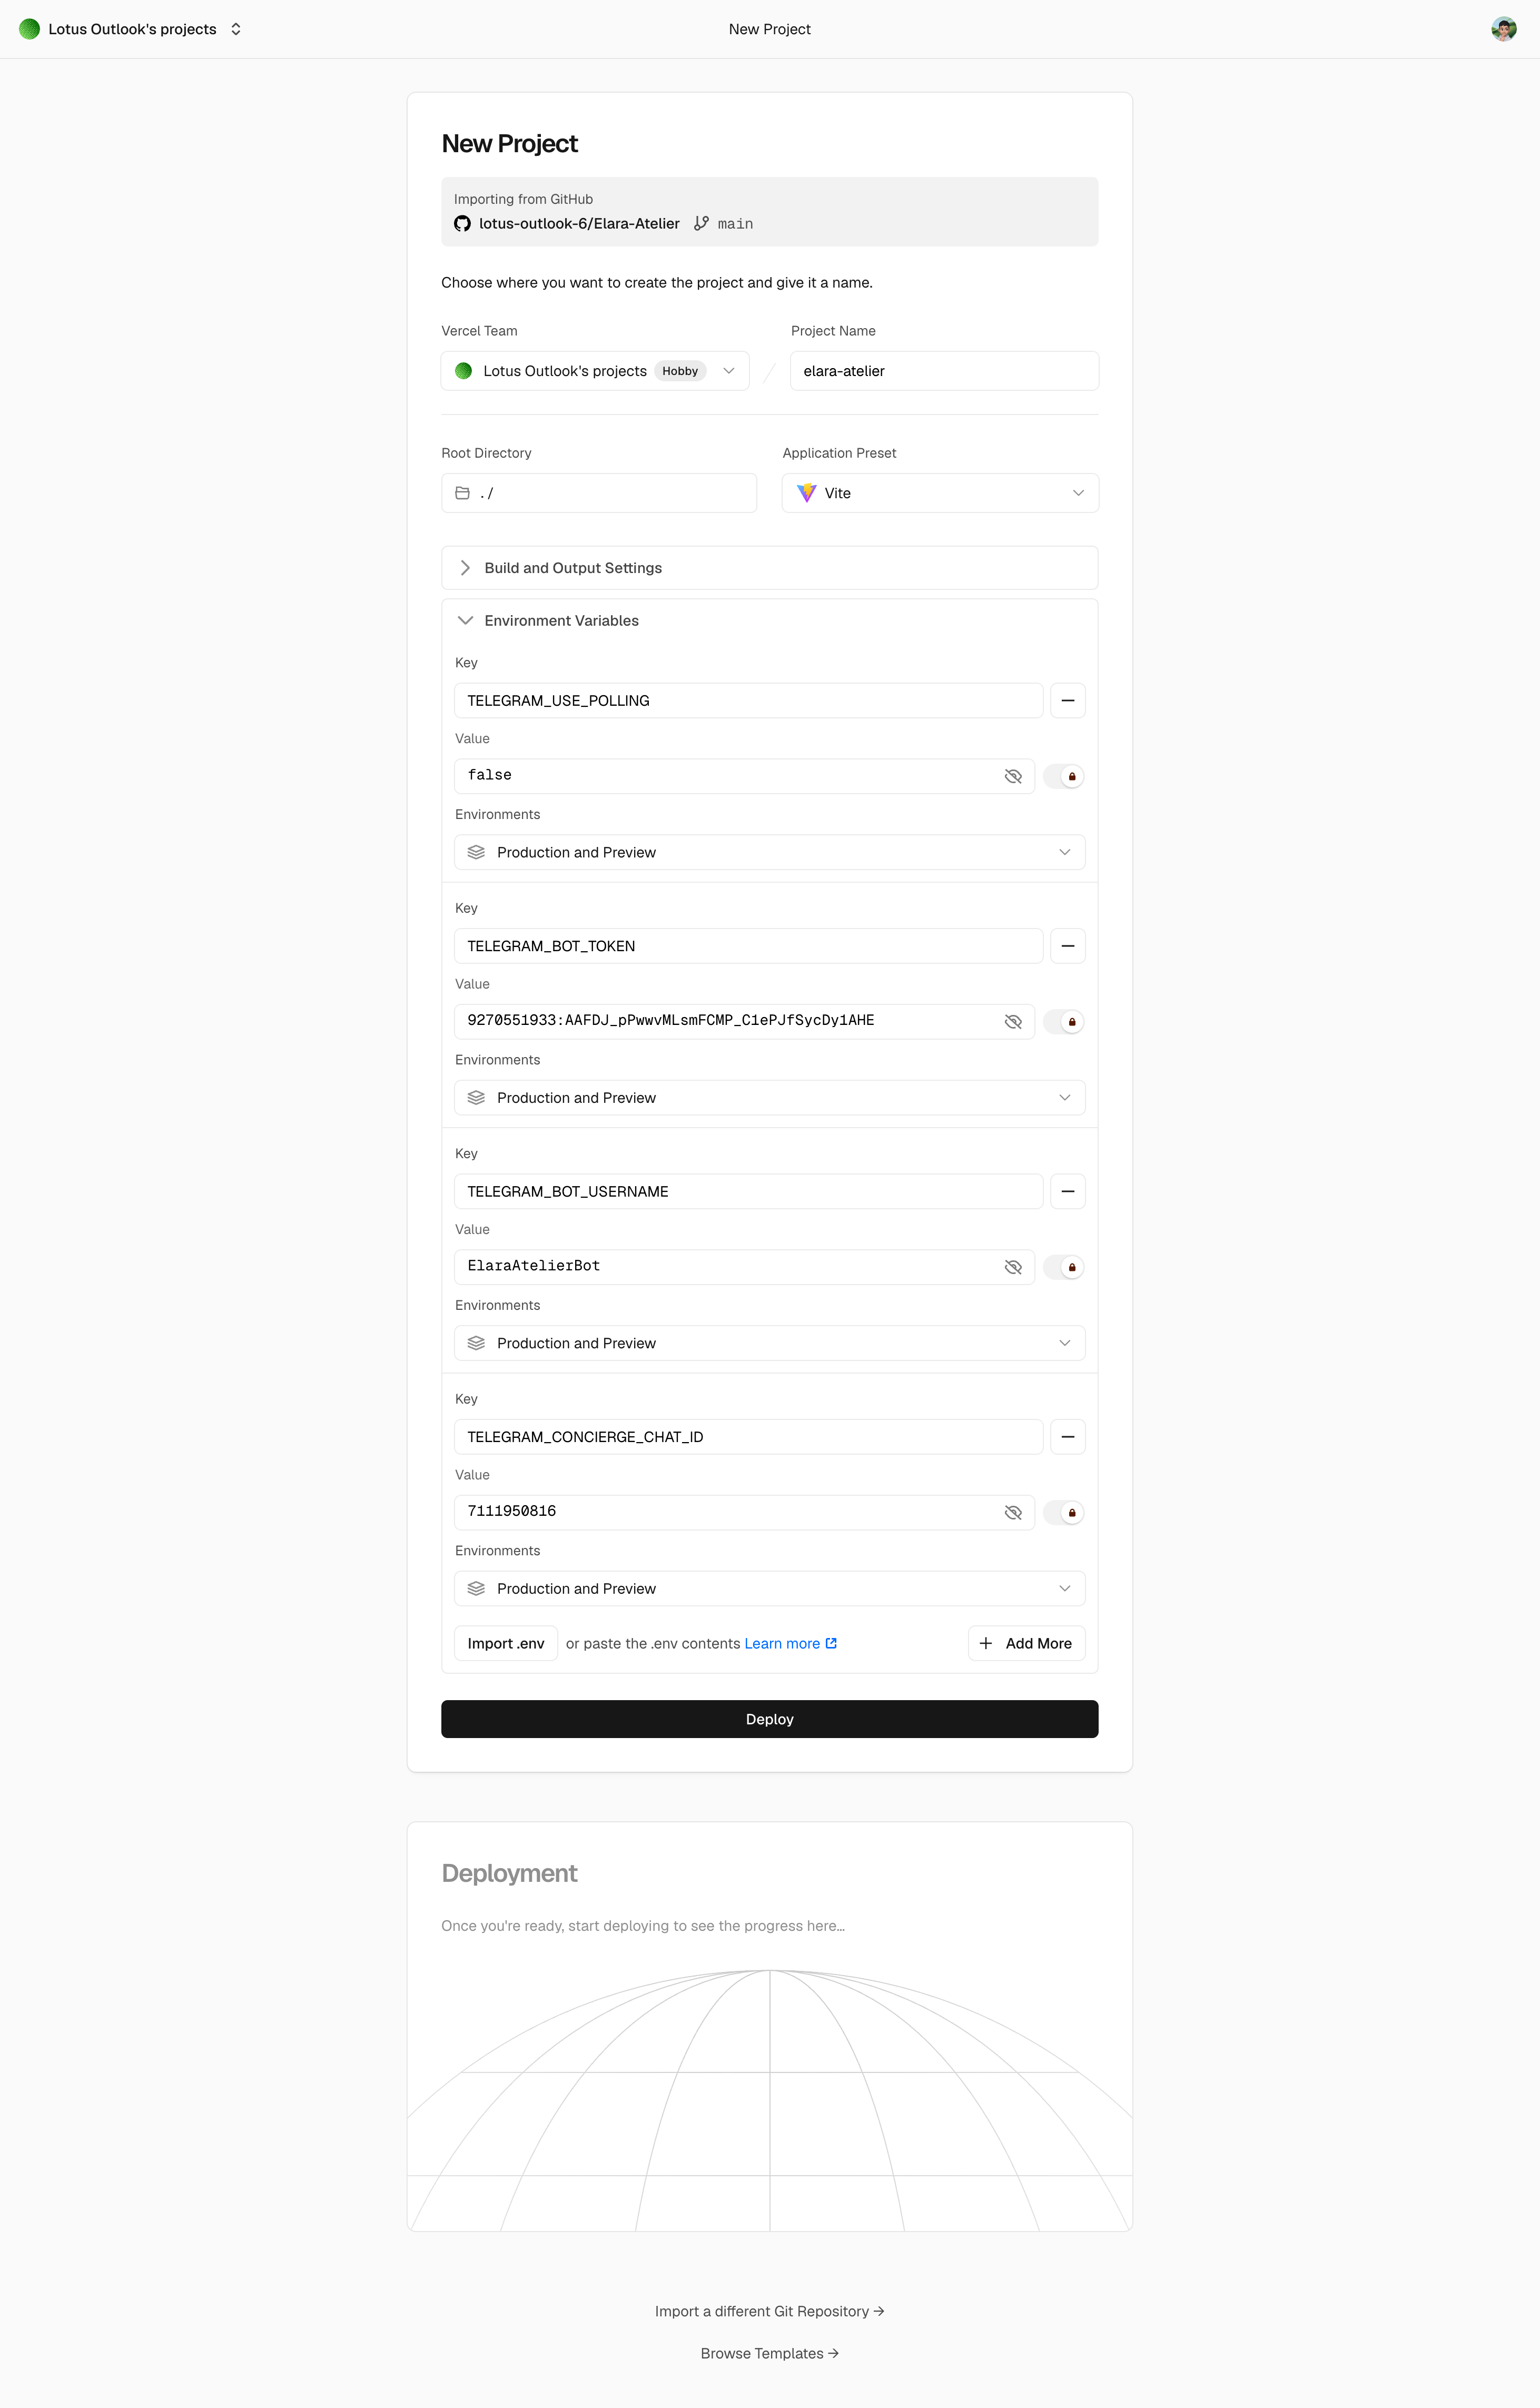 Lotus Outlook's projects
New Project
New Project
Importing from GitHub
lotus-outlook-6/Elara-Atelier main
Choose where you want to create the project and give it a name.
Vercel Team
Project Name
Lotus Outlook's projects Hobby
/
elara-atelier
Root Directory
Application Preset
./
Vite
Build and Output Settings
Environment Variables
Key
TELEGRAM_USE_POLLING
Value
false
Environments
Production and Preview
Key
TELEGRAM_BOT_TOKEN
Value
9270551933:AAFDJ_pPwwvMLsmFCMP_C1ePJfSycDy1AHE
Environments
Production and Preview
Key
TELEGRAM_BOT_USERNAME
Value
ElaraAtelierBot
Environments
Production and Preview
Key
TELEGRAM_CONCIERGE_CHAT_ID
Value
7111950816
Environments
Production and Preview
Import .env or paste the .env contents Learn more
Add More
Deploy
Deployment
Once you're ready, start deploying to see the progress here...
Import a different Git Repository →
Browse Templates →